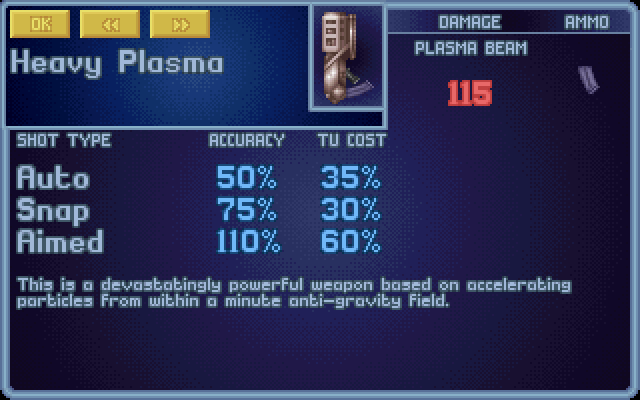 OK << >>
Heavy Plasma
DAMAGE AMMO
PLASMA BEAM
115
SHOT TYPE ACCURACY TU COST
Auto 50% 35%
Snap 75% 30%
Aimed 110% 60%
This is a devastatingly powerful weapon based on accelerating
particles from within a minute anti-gravity field.